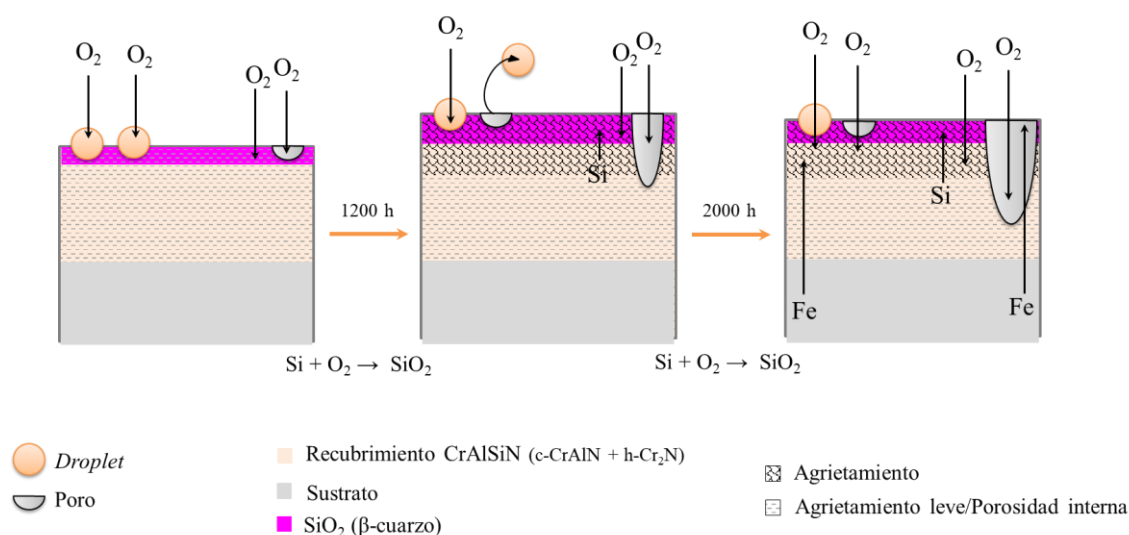 O₂ O₂ O₂ O₂
O₂ O₂ O₂
Si
1200 h
O₂ O₂ O₂ O₂
Si
Fe Fe
2000 h
Si + O₂ → SiO₂
Si + O₂ → SiO₂
Droplet
Poro
Recubrimiento CrAlSiN (c-CrAlN + h-Cr₂N)
Sustrato
SiO₂ (β-cuarzo)
Agrietamiento
Agrietamiento leve/Porosidad interna